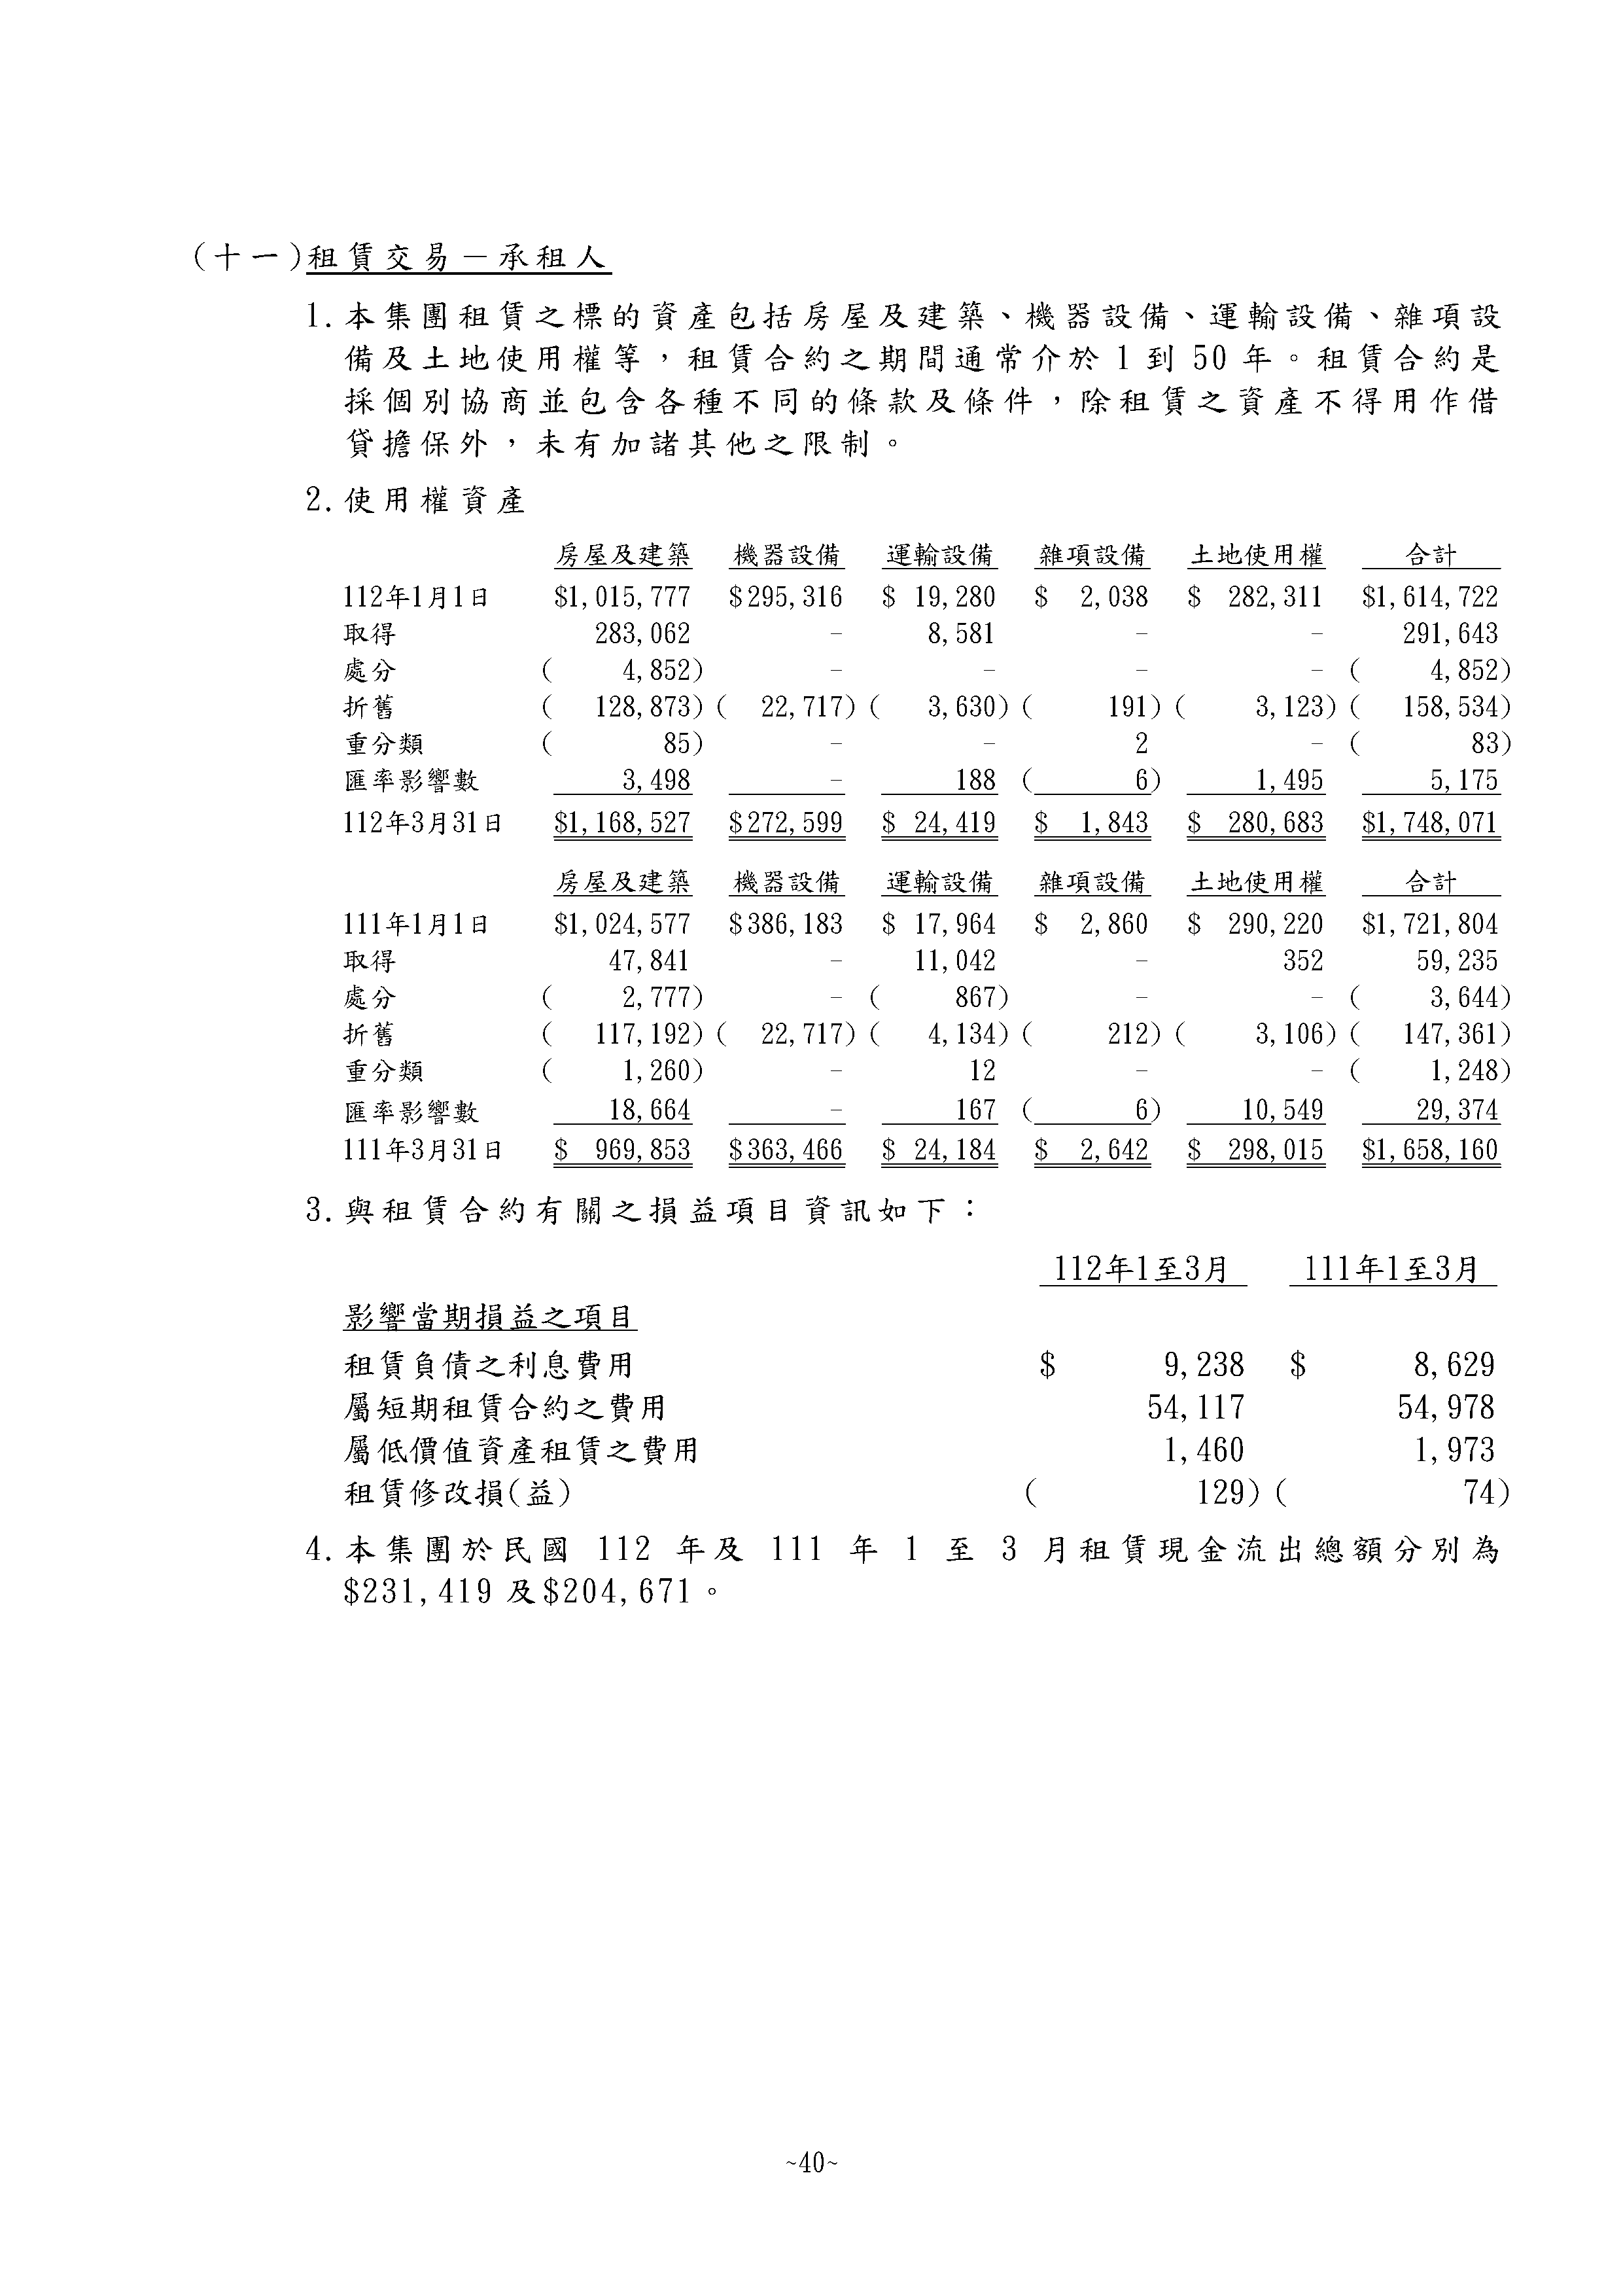 (十一)租賃交易－承租人
1.本集團租賃之標的資產包括房屋及建築、機器設備、運輸設備、雜項設
備及土地使用權等，租賃合約之期間通常介於 1 到 50 年。租賃合約是
採個別協商並包含各種不同的條款及條件，除租賃之資產不得用作借
貸擔保外，未有加諸其他之限制。
2.使用權資產
房屋及建築 機器設備 運輸設備 雜項設備 土地使用權 合計
112年1月1日 $1,015,777 $295,316 $ 19,280 $ 2,038 $ 282,311 $1,614,722
取得 283,062 - 8,581 - - 291,643
處分 ( 4,852) - - - - ( 4,852)
折舊 ( 128,873) ( 22,717) ( 3,630) ( 191) ( 3,123) ( 158,534)
重分類 ( 85) - - 2 - ( 83)
匯率影響數 3,498 - 188 ( 6) 1,495 5,175
112年3月31日 $1,168,527 $272,599 $ 24,419 $ 1,843 $ 280,683 $1,748,071
房屋及建築 機器設備 運輸設備 雜項設備 土地使用權 合計
111年1月1日 $1,024,577 $386,183 $ 17,964 $ 2,860 $ 290,220 $1,721,804
取得 47,841 - 11,042 - 352 59,235
處分 ( 2,777) - ( 867) - - ( 3,644)
折舊 ( 117,192) ( 22,717) ( 4,134) ( 212) ( 3,106) ( 147,361)
重分類 ( 1,260) - 12 - - ( 1,248)
匯率影響數 18,664 - 167 ( 6) 10,549 29,374
111年3月31日 $ 969,853 $363,466 $ 24,184 $ 2,642 $ 298,015 $1,658,160
3.與租賃合約有關之損益項目資訊如下：
112年1至3月 111年1至3月
影響當期損益之項目
租賃負債之利息費用 $ 9,238 $ 8,629
屬短期租賃合約之費用 54,117 54,978
屬低價值資產租賃之費用 1,460 1,973
租賃修改損(益) ( 129) ( 74)
4.本集團於民國 112 年及 111 年 1 至 3 月租賃現金流出總額分別為
$231,419 及$204,671。
~40~